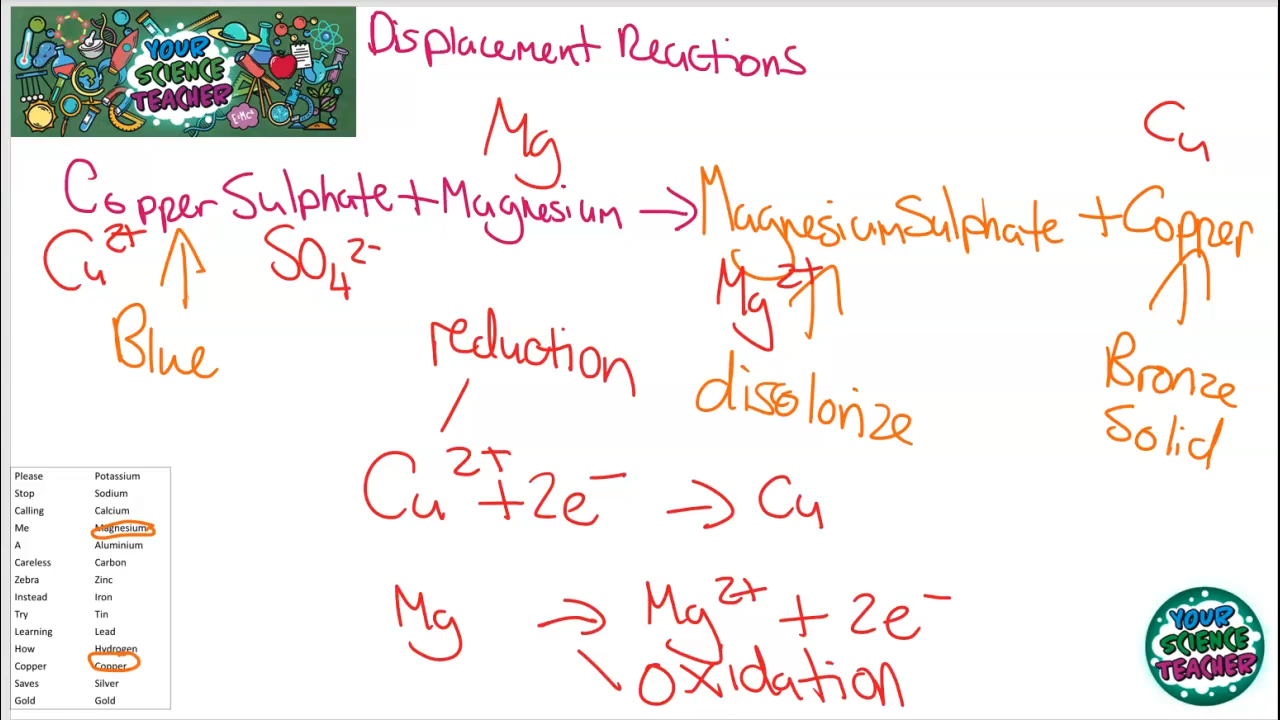 YOUR
SCIENCE
TEACHER
E=MC²
Displacement Reactions
Mg
Cu
Copper Sulphate + Magnesium → Magnesium Sulphate + Copper
Cu²⁺ SO₄²⁻ Mg²⁺
Blue
disolorize
Bronze
Solid
reduction
Cu²⁺ + 2e⁻ → Cu
Mg → Mg²⁺ + 2e⁻
oxidation
Please Potassium
Stop Sodium
Calling Calcium
Me Magnesium
A Aluminium
Careless Carbon
Zebra Zinc
Instead Iron
Try Tin
Learning Lead
How Hydrogen
Copper Copper
Saves Silver
Gold Gold
YOUR
SCIENCE
TEACHER